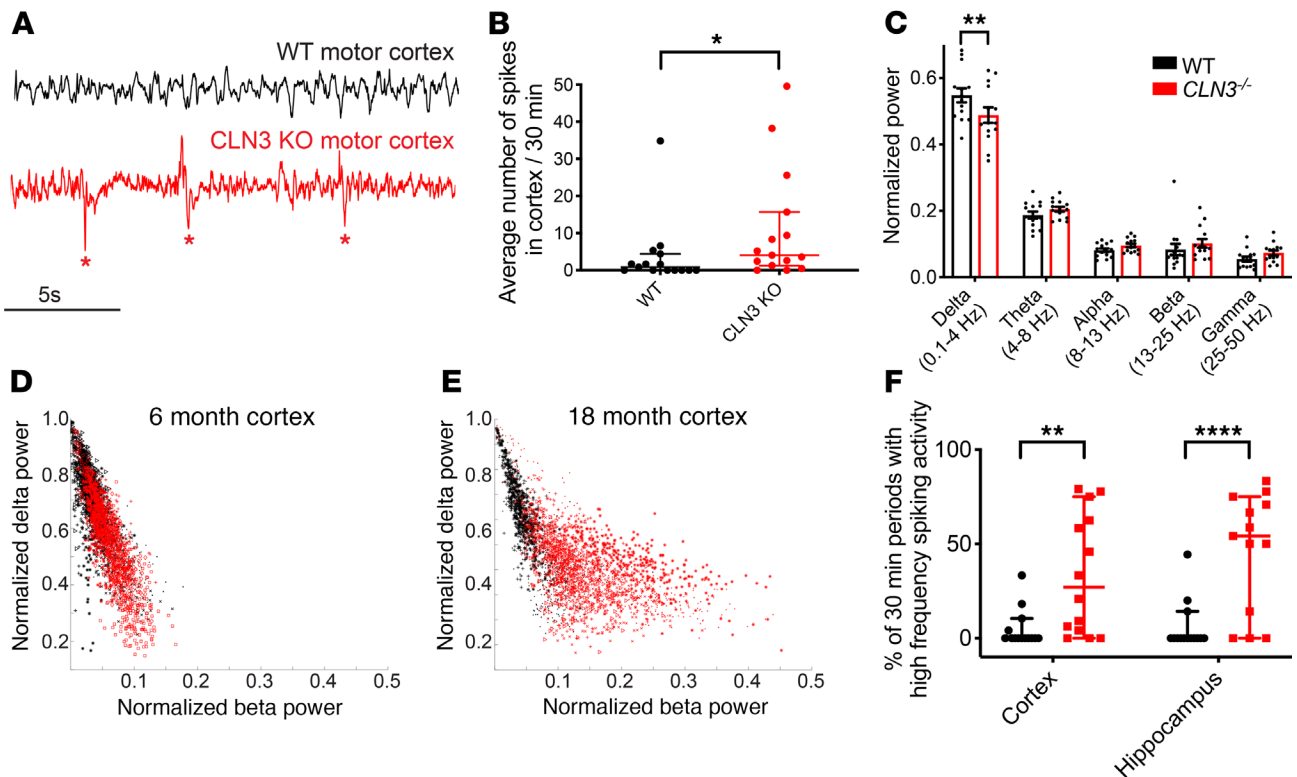 A
WT motor cortex
CLN3 KO motor cortex
*
*
*
5s
B
*
Average number of spikes
in cortex / 30 min
50
40
30
20
10
0
WT
CLN3 KO
C
**
WT
CLN3-/-
Normalized power
0.6
0.4
0.2
0.0
Delta
(0.1-4 Hz)
Theta
(4-8 Hz)
Alpha
(8-13 Hz)
Beta
(13-25 Hz)
Gamma
(25-50 Hz)
D
6 month cortex
Normalized delta power
1.0
0.8
0.6
0.4
0.2
0.1
0.2
0.3
0.4
0.5
Normalized beta power
E
18 month cortex
Normalized delta power
1.0
0.8
0.6
0.4
0.2
0.1
0.2
0.3
0.4
0.5
Normalized beta power
F
**
****
% of 30 min periods with
high frequency spiking activity
100
50
0
Cortex
Hippocampus